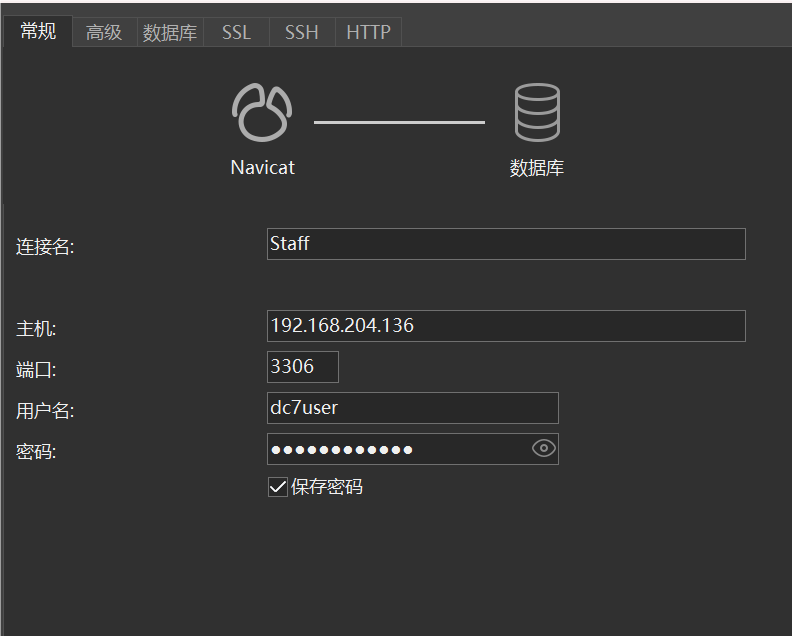 常规 高级 数据库 SSL SSH HTTP
Navicat 数据库
连接名: Staff
主机: 192.168.204.136
端口: 3306
用户名: dc7user
密码: ●●●●●●●●●●●●
保存密码